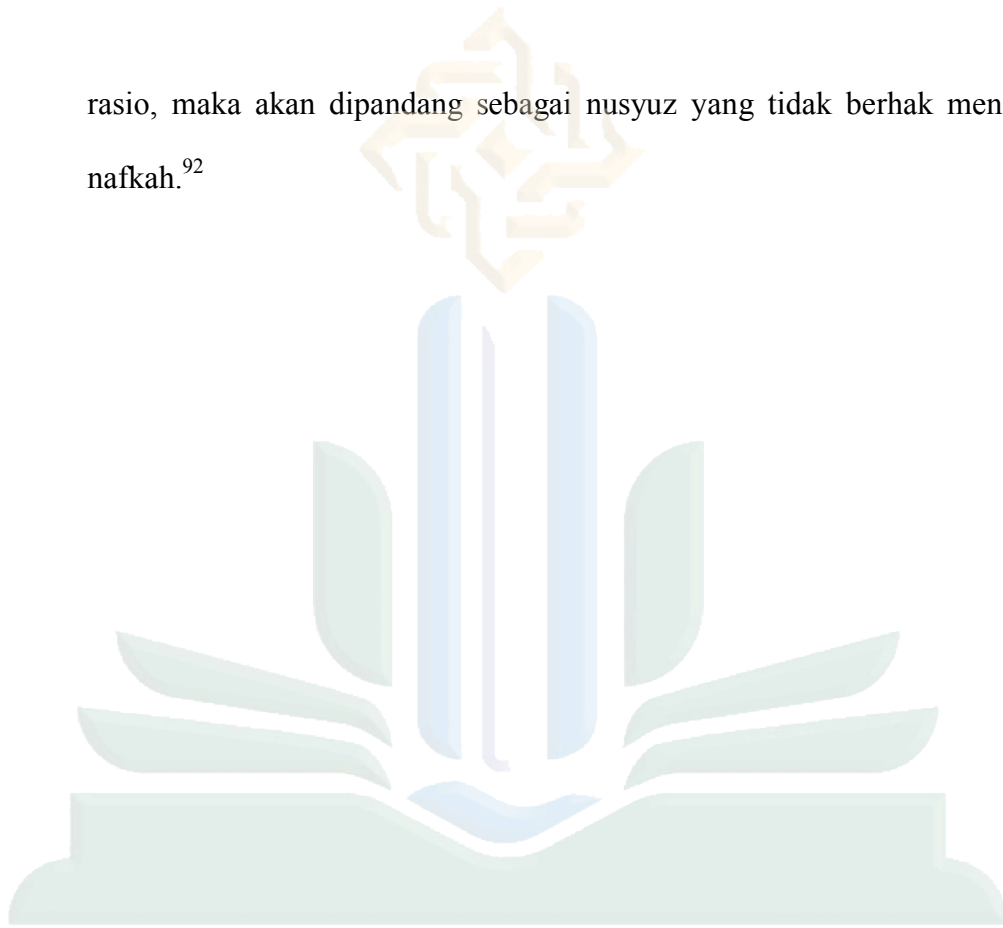 rasio, maka akan dipandang sebagai nusyuz yang tidak berhak men
nafkah.92